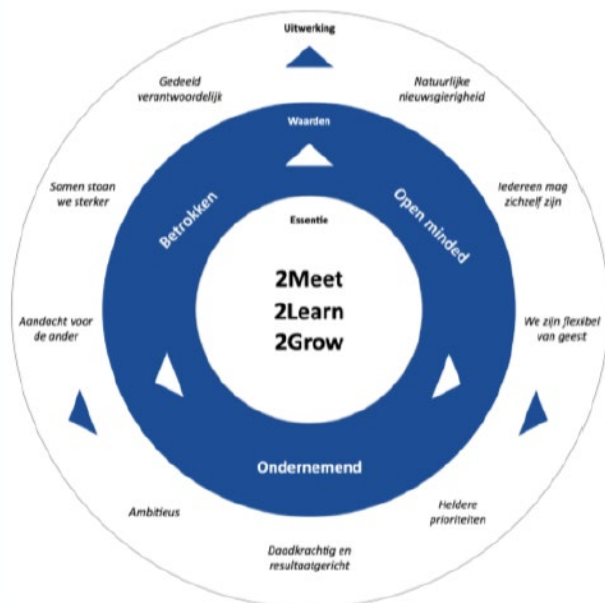 Uitwerking
Gedeeld
verantwoordelijk
Natuurlijke
nieuwsgierigheid
Waarden
Samen staan
we sterker
Iedereen mag
zichzelf zijn
Betrokken
Open minded
Essentie
2Meet
2Learn
2Grow
Aandacht voor
de ander
We zijn flexibel
van geest
Ondernemend
Ambitieus
Heldere
prioriteiten
Daadkrachtig en
resultaatgericht